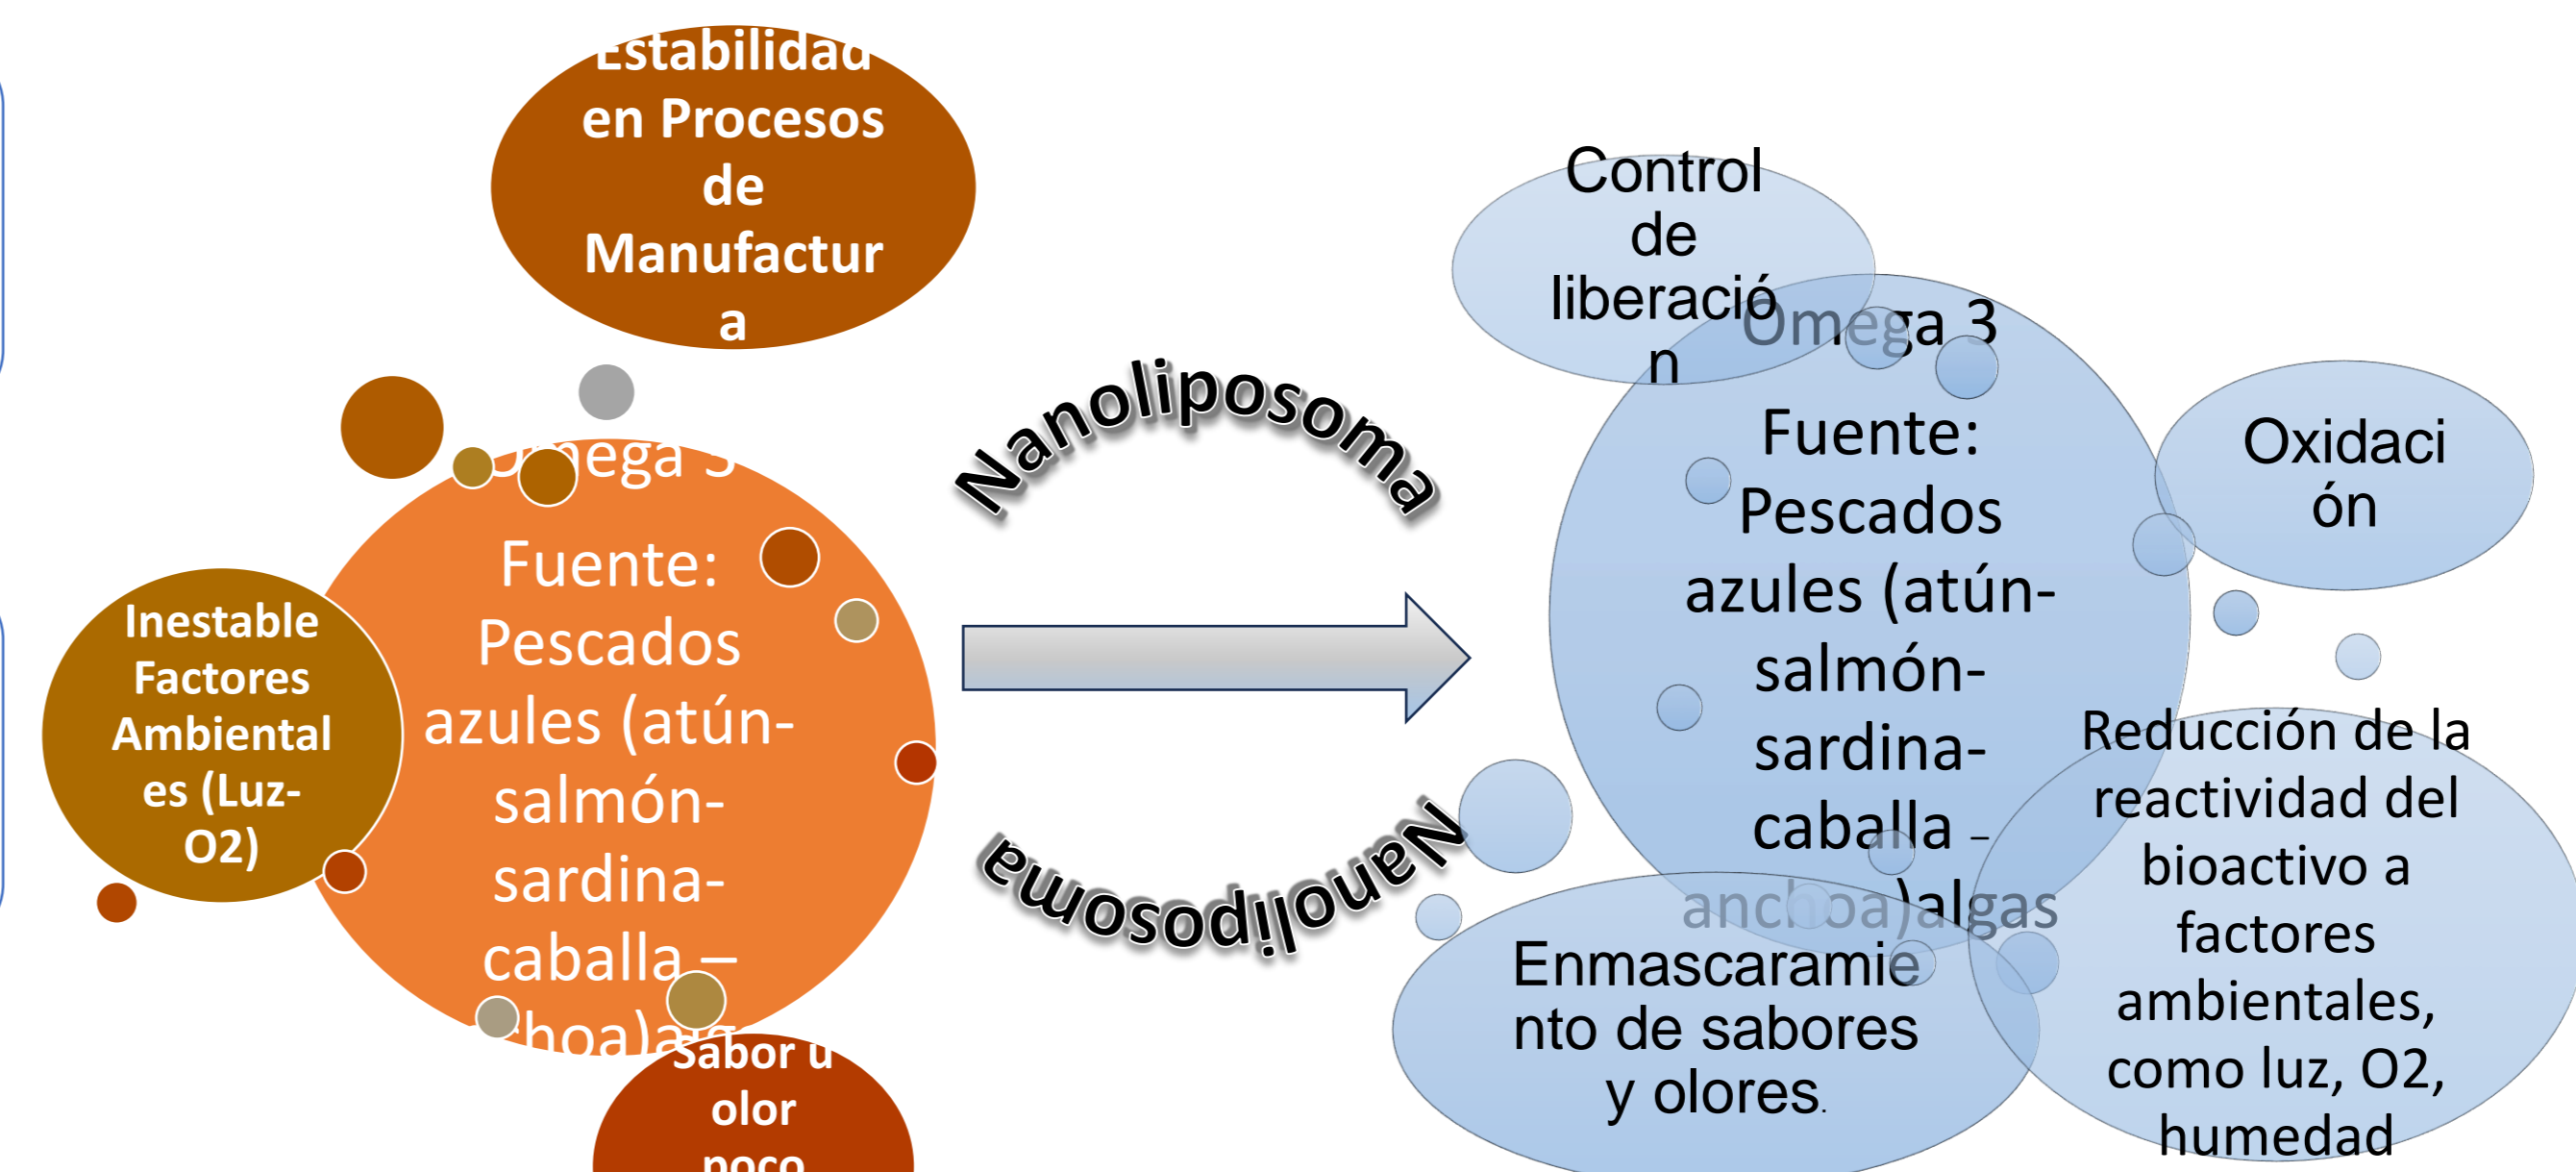 Estabilidad
en Procesos
de
Manufactur
a
Inestable
Factores
Ambiental
es (Luz-
O2)
Omega 3
Fuente:
Pescados
azules (atún-
salmón-
sardina-
caballa –
choa)alg
Sabor u
olor
poco
Nanoliposoma
Nanoliposoma
Control
de
liberació
n
Omega 3
Fuente:
Pescados
azules (atún-
salmón-
sardina-
caballa –
anchoa)algas
Oxidaci
ón
Reducción de la
reactividad del
bioactivo a
factores
ambientales,
como luz, O2,
humedad
Enmascaramie
nto de sabores
y olores.